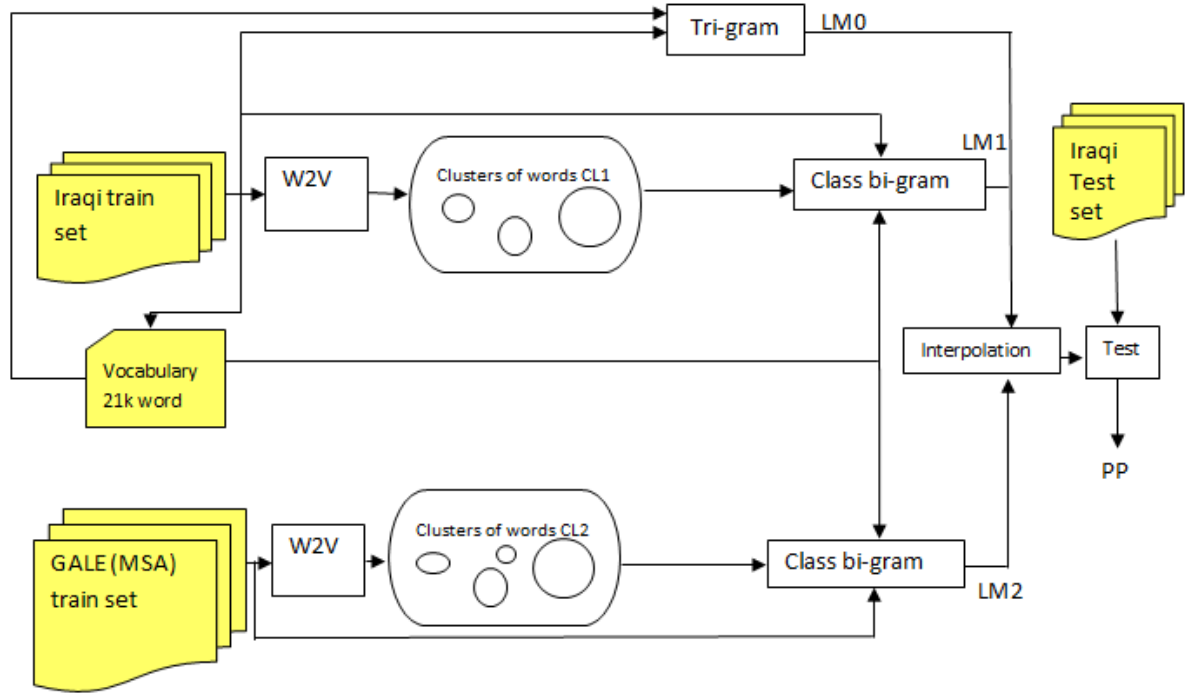 Tri-gram
LM0
Iraqi train
set
W2V
Clusters of words CL1
Class bi-gram
LM1
Iraqi
Test
set
Vocabulary
21k word
Interpolation
Test
PP
GALE (MSA)
train set
W2V
Clusters of words CL2
Class bi-gram
LM2